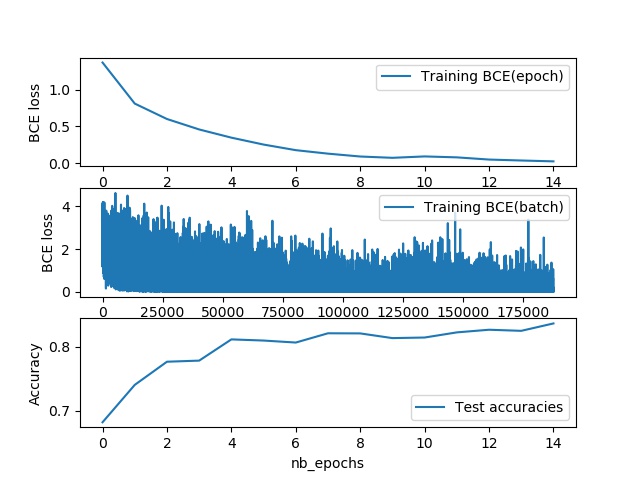 Training BCE(epoch)
BCE loss
1.0
0.5
0.0
0 2 4 6 8 10 12 14
Training BCE(batch)
BCE loss
4
2
0
0 25000 50000 75000 100000 125000 150000 175000
Accuracy
0.8
0.7
Test accuracies
0 2 4 6 8 10 12 14
nb_epochs